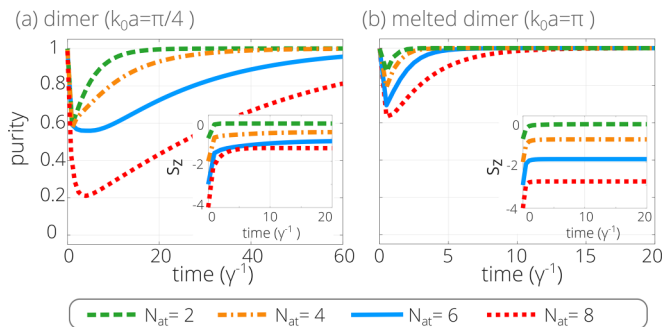 (a) dimer (k₀a=π/4)
(b) melted dimer (k₀a=π )
purity
1
0.8
0.6
0.4
0.2
0
0 20 40 60
time (γ⁻¹)
S_Z
0
-2
-4
0 10 20
time (γ⁻¹)
0 5 10 15 20
time (γ⁻¹)
S_Z
0
-2
-4
0 10 20
time (γ⁻¹)
N_at= 2 N_at= 4 N_at= 6 N_at= 8